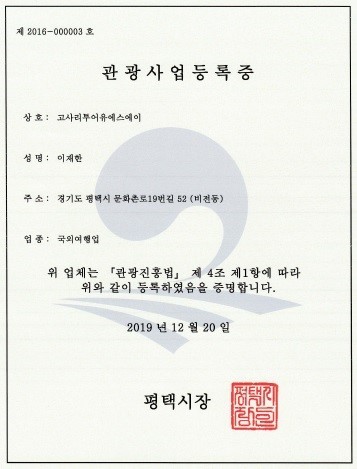 제 2016-000003 호
관광사업등록증
상 호 : 고사리투어유에스에이
성 명 : 이재한
주 소 : 경기도 평택시 문화촌로19번길 52 (비전동)
업 종 : 국외여행업
위 업체는 『관광진흥법』 제 4조 제1항에 따라
위와 같이 등록하였음을 증명합니다.
2019 년 12 월 20 일
평택시장
평택시
장인